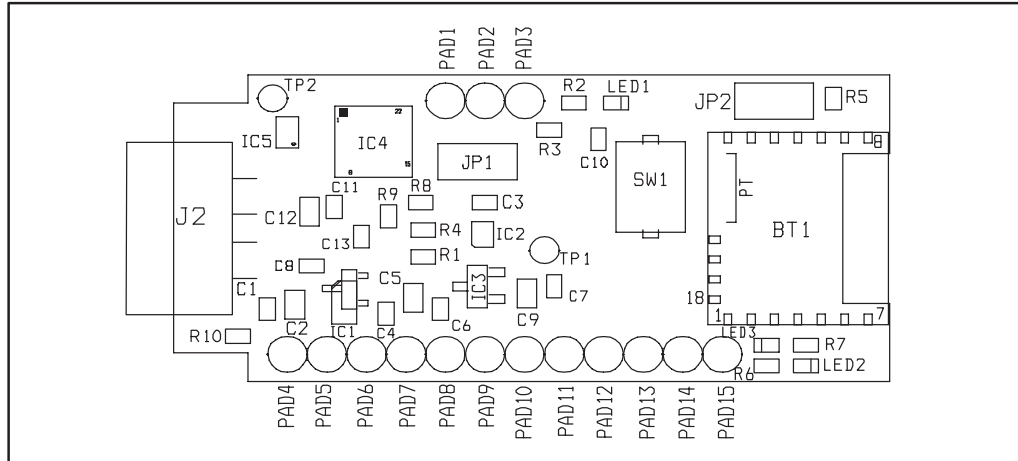 PAD1
PAD2
PAD3
TP2
R2
LED1
JP2
R5
IC5
1
22
IC4
15
8
R3
C10
JP1
SW1
8
PT
BT1
J2
C12
C11
R9
R8
C3
C13
R4
IC2
R1
TP1
C8
C5
IC3
C7
C1
C2
IC1
C4
C6
C9
18
1
7
R10
LED3
R7
R6
LED2
PAD4
PAD5
PAD6
PAD7
PAD8
PAD9
PAD10
PAD11
PAD12
PAD13
PAD14
PAD15